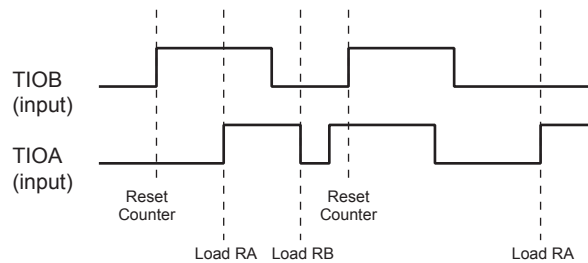 TIOB
(input)
TIOA
(input)
Reset
Counter
Reset
Counter
Load RA
Load RB
Load RA